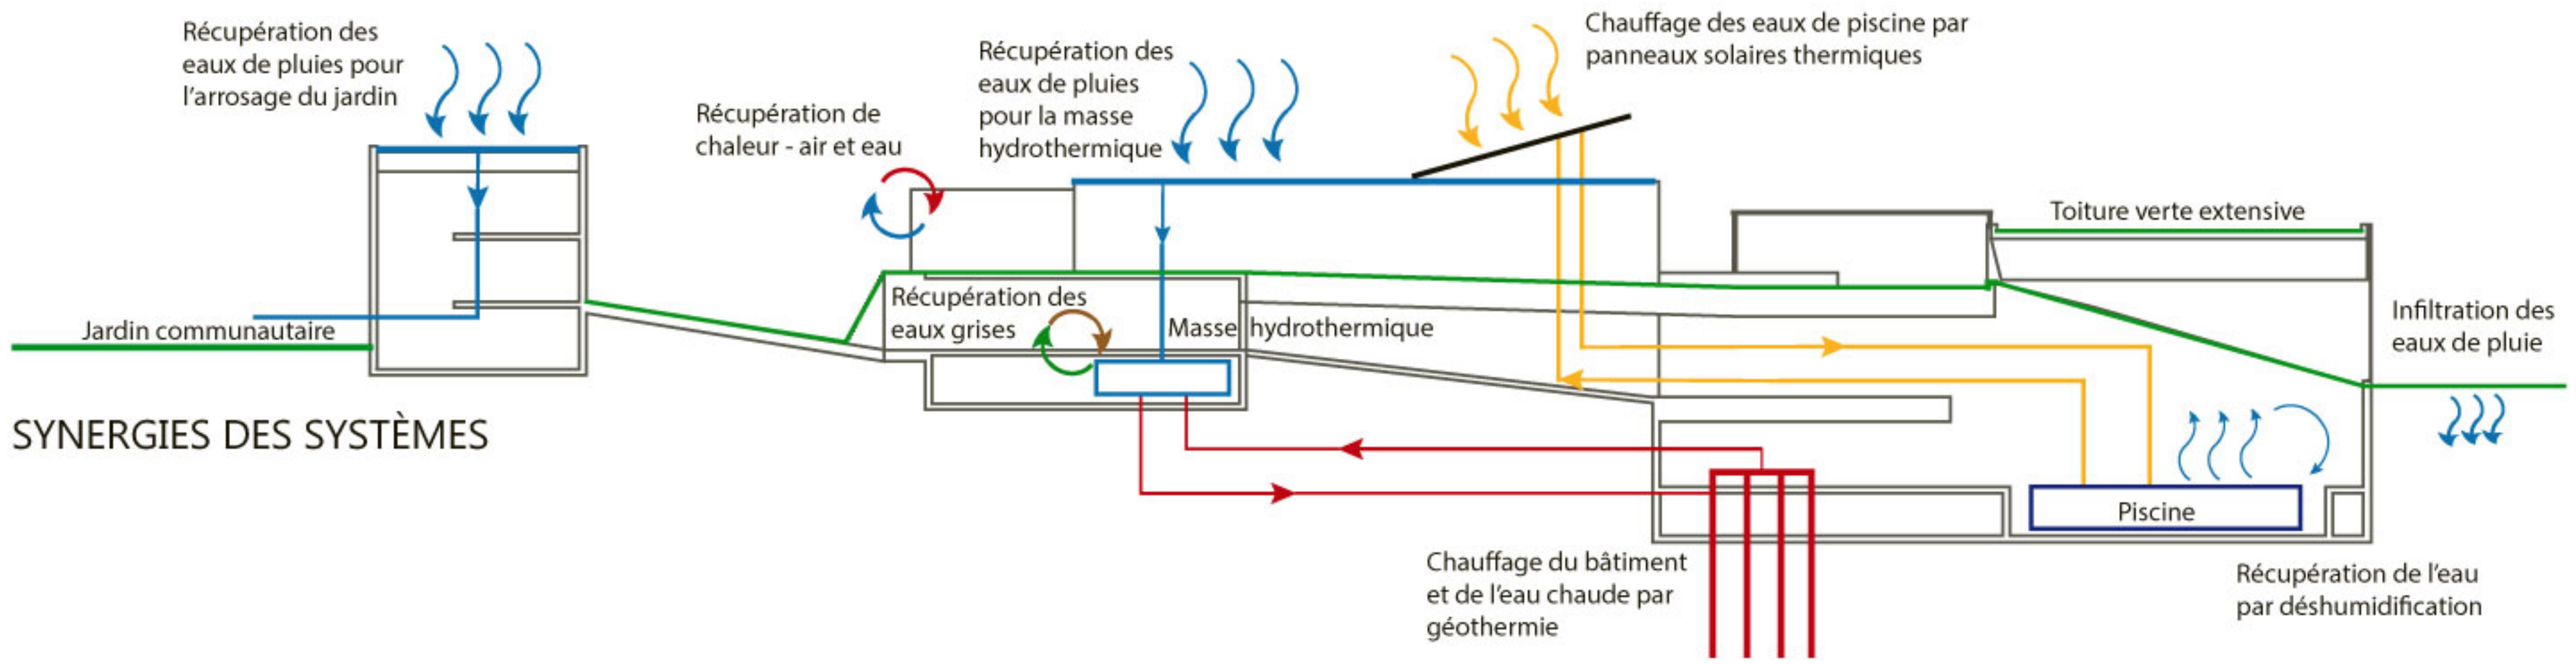 Récupération des
eaux de pluies pour
l'arrosage du jardin
Récupération de
chaleur - air et eau
Récupération des
eaux de pluies
pour la masse
hydrothermique
Chauffage des eaux de piscine par
panneaux solaires thermiques
Toiture verte extensive
Jardin communautaire
Récupération des
eaux grises
Masse hydrothermique
Infiltration des
eaux de pluie
SYNERGIES DES SYSTÈMES
Piscine
Chauffage du bâtiment
et de l'eau chaude par
géothermie
Récupération de l'eau
par déshumidification